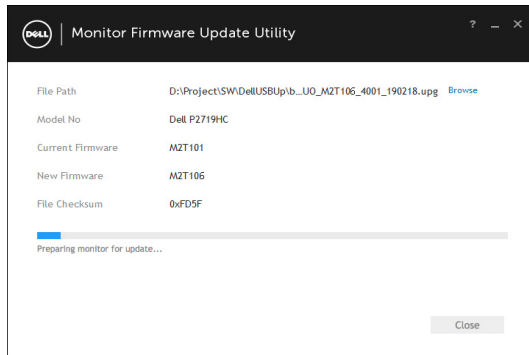 DELL Monitor Firmware Update Utility ? _ X
File Path D:\Project\SW\DellUSBUp\b...UO_M2T106_4001_190218.upg Browse
Model No Dell P2719HC
Current Firmware M2T101
New Firmware M2T106
File Checksum 0xFD5F
Preparing monitor for update...
Close